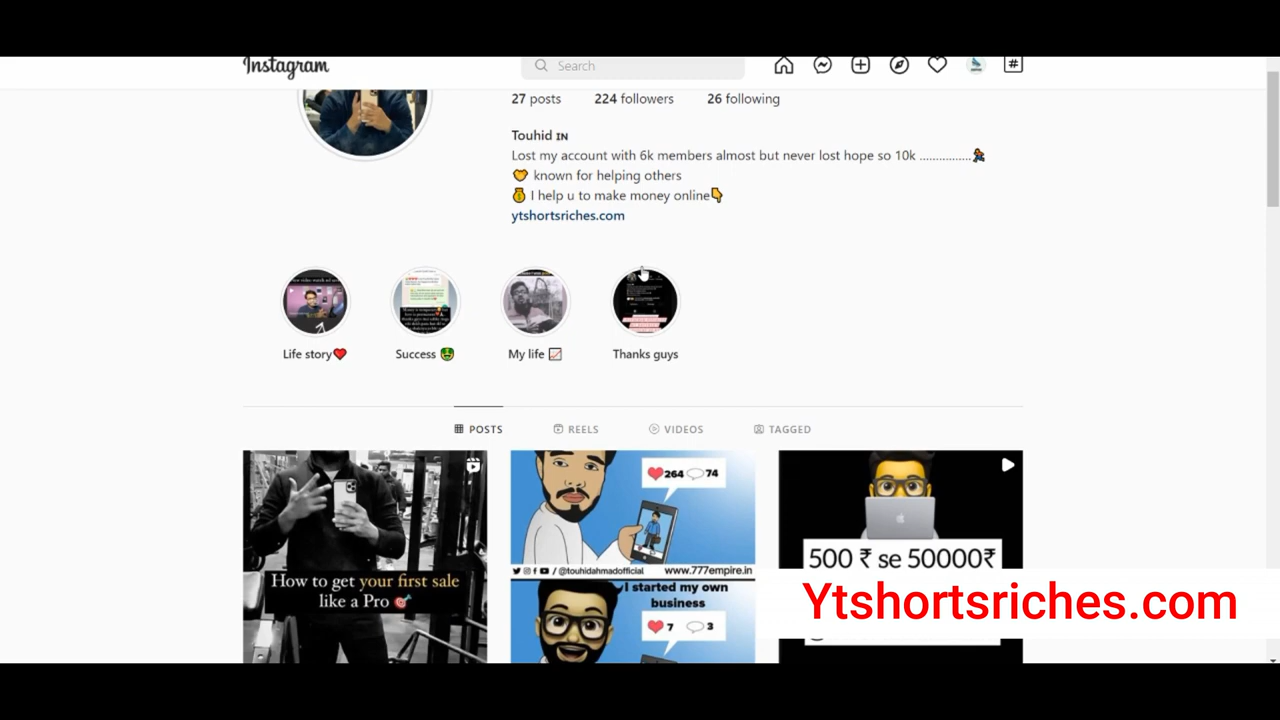 Instagram
Search
27 posts 224 followers 26 following
Touhid IN
Lost my account with 6k members almost but never lost hope so 10k ................
known for helping others
I help u to make money online
ytshortsriches.com
Life story
Success
My life
Thanks guys
POSTS REELS VIDEOS TAGGED
How to get your first sale
like a Pro
264 74
/ @touhidahmadofficial www.777empire.in
I started my own
business
7 3
500 ₹ se 50000₹
Ytshortsriches.com